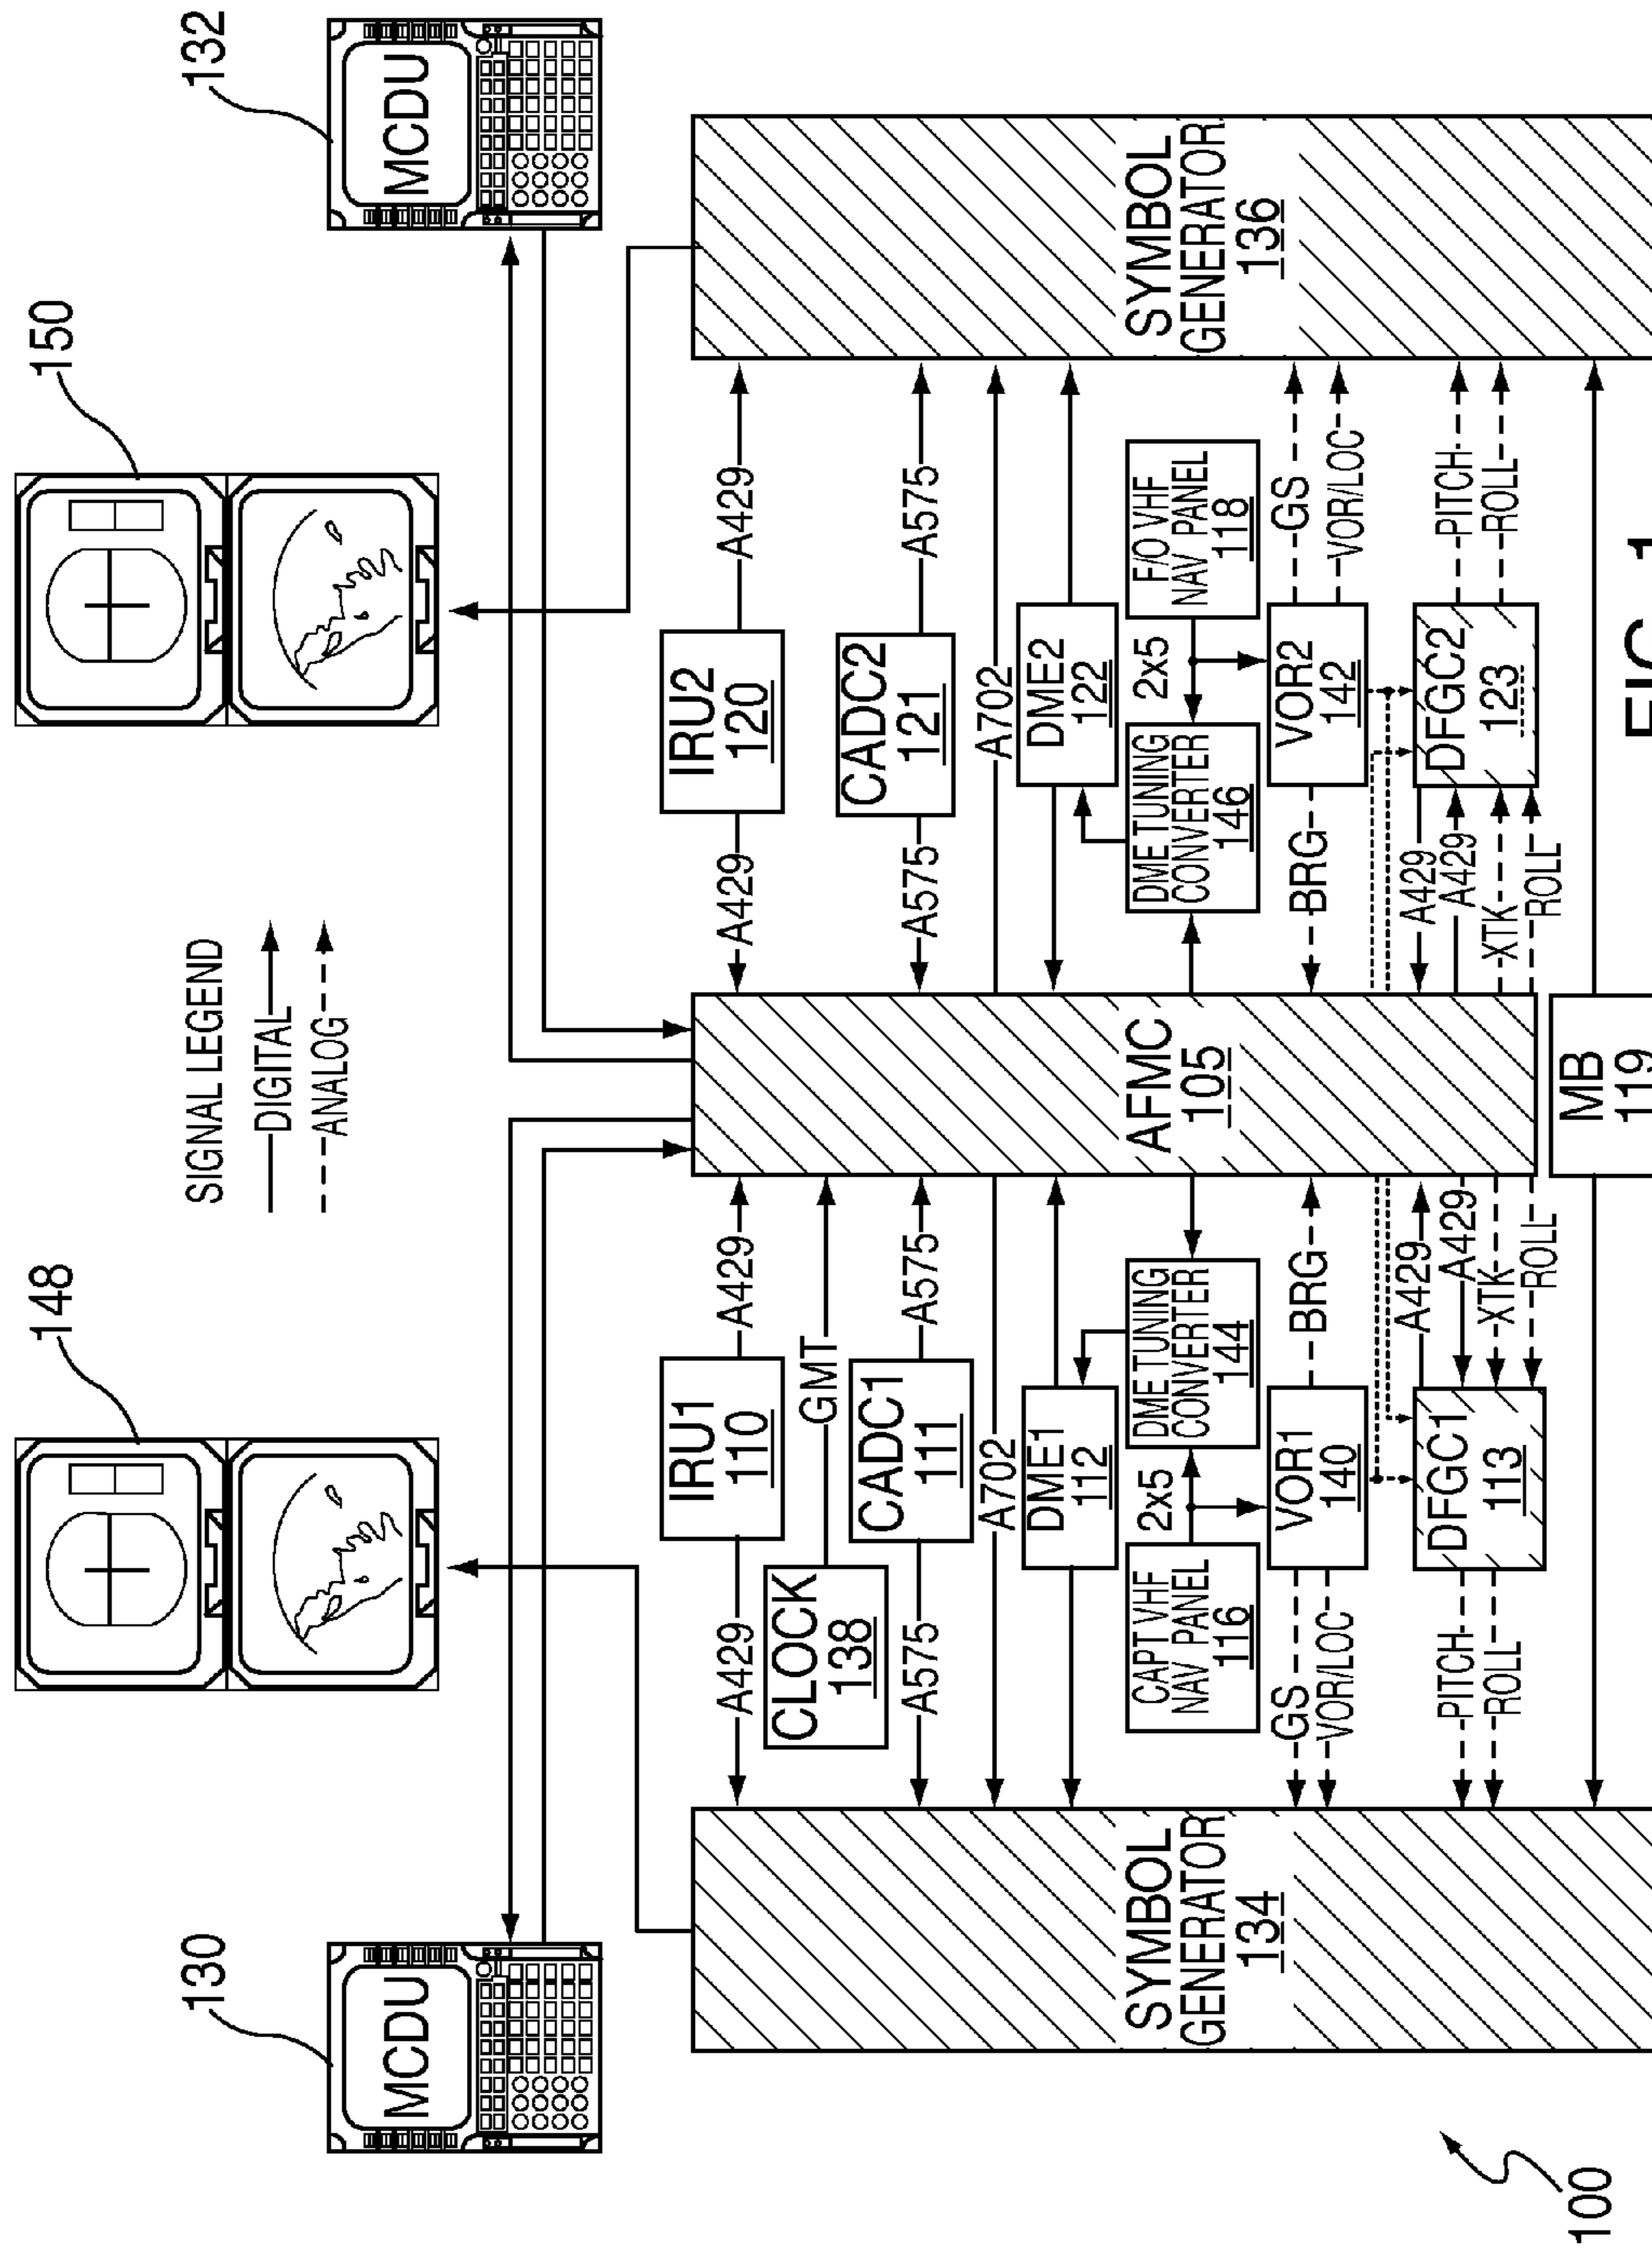 148
150
130
132
SIGNAL LEGEND
DIGITAL
ANALOG
MCDU
MCDU
IRU1
110
IRU2
120
A429
A429
A429
A429
CLOCK
138
GMT
CADC1
111
CADC2
121
A575
A575
A575
A575
A702
A702
DME1
112
DME2
122
SYMBOL
GENERATOR
134
CAPT VHF
NAV PANEL
116
2x5
DME TUNING
CONVERTER
144
AFMC
105
DME TUNING
CONVERTER
146
2x5
F/O VHF
NAV PANEL
118
SYMBOL
GENERATOR
136
GS
VOR/LOC
VOR1
140
BRG
BRG
VOR2
142
GS
VOR/LOC
PITCH
ROLL
DFGC1
113
A429
A429
XTK
ROLL
A429
A429
XTK
ROLL
DFGC2
123
PITCH
ROLL
MB
119
100
FIG. 1